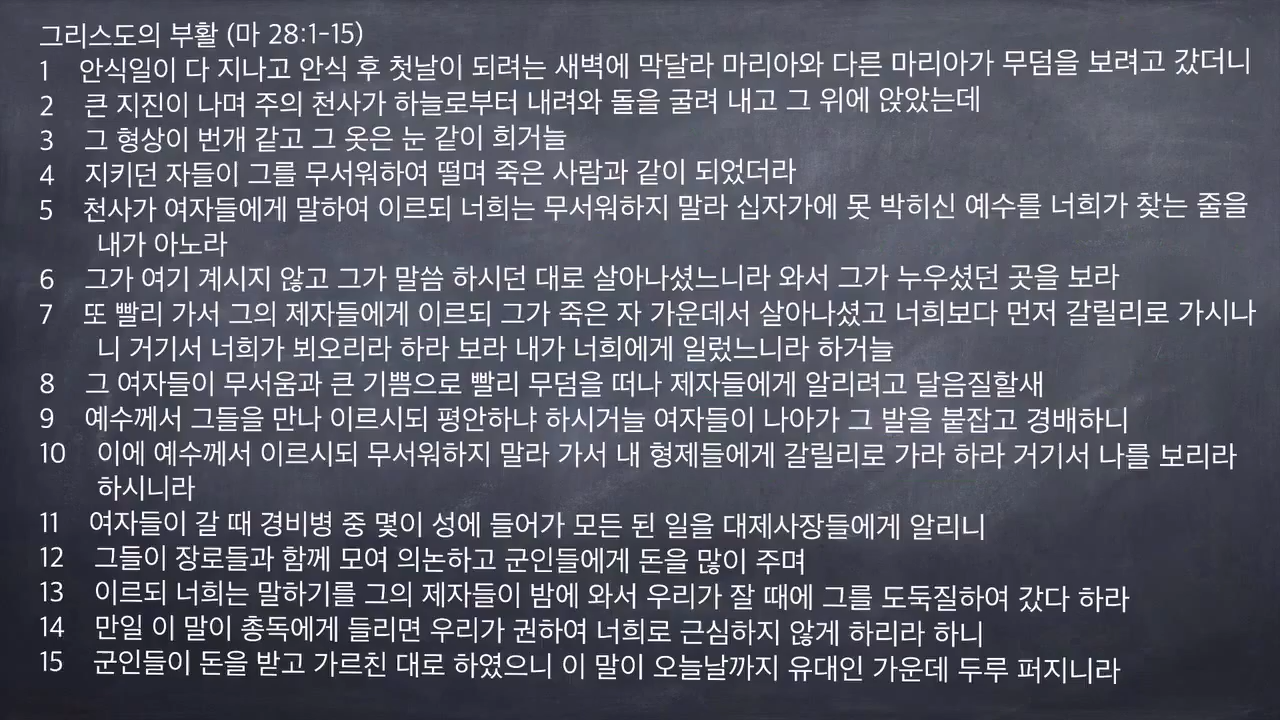 그리스도의 부활 (마 28:1-15)
1 안식일이 다 지나고 안식 후 첫날이 되려는 새벽에 막달라 마리아와 다른 마리아가 무덤을 보려고 갔더니
2 큰 지진이 나며 주의 천사가 하늘로부터 내려와 돌을 굴려 내고 그 위에 앉았는데
3 그 형상이 번개 같고 그 옷은 눈 같이 희거늘
4 지키던 자들이 그를 무서워하여 떨며 죽은 사람과 같이 되었더라
5 천사가 여자들에게 말하여 이르되 너희는 무서워하지 말라 십자가에 못 박히신 예수를 너희가 찾는 줄을
내가 아노라
6 그가 여기 계시지 않고 그가 말씀 하시던 대로 살아나셨느니라 와서 그가 누우셨던 곳을 보라
7 또 빨리 가서 그의 제자들에게 이르되 그가 죽은 자 가운데서 살아나셨고 너희보다 먼저 갈릴리로 가시나
니 거기서 너희가 뵈오리라 하라 보라 내가 너희에게 일렀느니라 하거늘
8 그 여자들이 무서움과 큰 기쁨으로 빨리 무덤을 떠나 제자들에게 알리려고 달음질할새
9 예수께서 그들을 만나 이르시되 평안하냐 하시거늘 여자들이 나아가 그 발을 붙잡고 경배하니
10 이에 예수께서 이르시되 무서워하지 말라 가서 내 형제들에게 갈릴리로 가라 하라 거기서 나를 보리라
하시니라
11 여자들이 갈 때 경비병 중 몇이 성에 들어가 모든 된 일을 대제사장들에게 알리니
12 그들이 장로들과 함께 모여 의논하고 군인들에게 돈을 많이 주며
13 이르되 너희는 말하기를 그의 제자들이 밤에 와서 우리가 잘 때에 그를 도둑질하여 갔다 하라
14 만일 이 말이 총독에게 들리면 우리가 권하여 너희로 근심하지 않게 하리라 하니
15 군인들이 돈을 받고 가르친 대로 하였으니 이 말이 오늘날까지 유대인 가운데 두루 퍼지니라